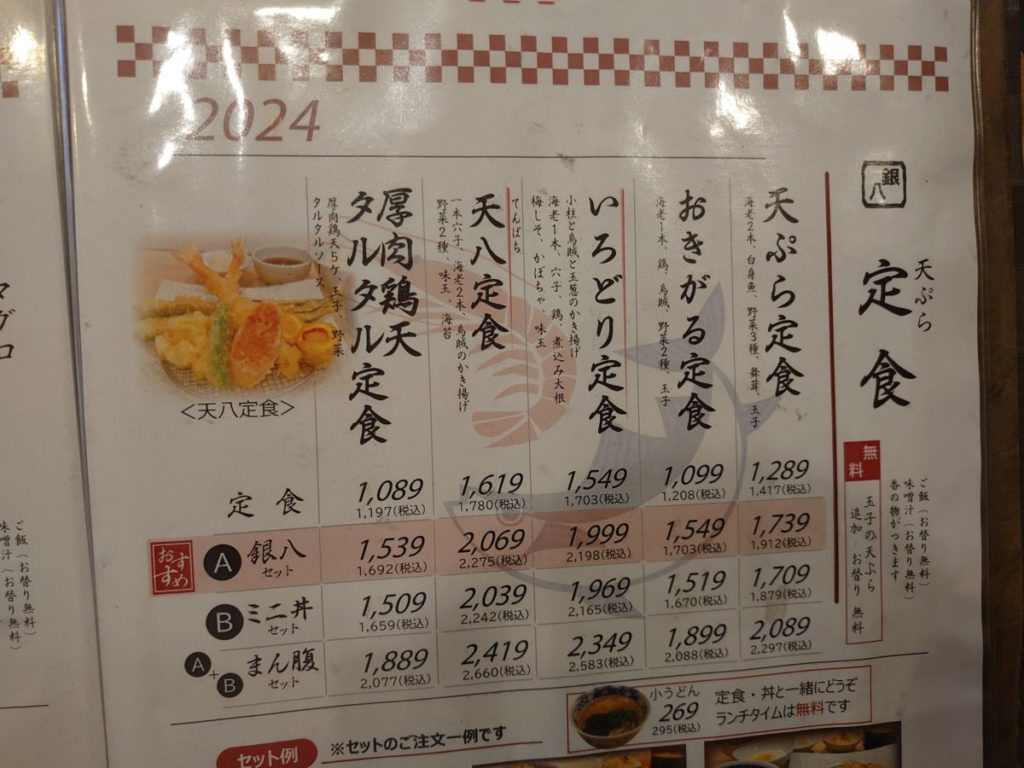 2024
銀八
天ぷら
定食
ご飯（お替り無料）
味噌汁（お替り無料）
香の物がつきます
無料
玉子の天ぷら
追加・お替り 無料
天ぷら定食
海老2本、白身魚、野菜3種、舞茸、玉子
おきがる定食
海老1本、鶏、烏賊、野菜2種、玉子
いろどり定食
小柱と烏賊と玉葱のかき揚げ
海老1本、穴子、鶏、煮込み大根
梅しそ、かぼちゃ、味玉
てんぱち
天八定食
一本穴子、海老2本、烏賊のかき揚げ
野菜2種、味玉、海苔
厚肉鶏天
タルタル定食
厚肉鶏天5ケ、玉子、野菜
タルタルソース
＜天八定食＞
定食 1,089 1,619 1,549 1,099 1,289
1,197(税込) 1,780(税込) 1,703(税込) 1,208(税込) 1,417(税込)
おすすめ
A 銀八セット 1,539 2,069 1,999 1,549 1,739
1,692(税込) 2,275(税込) 2,198(税込) 1,703(税込) 1,912(税込)
B ミニ丼セット 1,509 2,039 1,969 1,519 1,709
1,659(税込) 2,242(税込) 2,165(税込) 1,670(税込) 1,879(税込)
A+B まん腹セット 1,889 2,419 2,349 1,899 2,089
2,077(税込) 2,660(税込) 2,583(税込) 2,088(税込) 2,297(税込)
小うどん
269
295(税込)
定食・丼と一緒にどうぞ
ランチタイムは無料です
セット例
※セットのご注文一例です
マグロ
ご飯（お替り無料）
味噌汁（お替り無料）